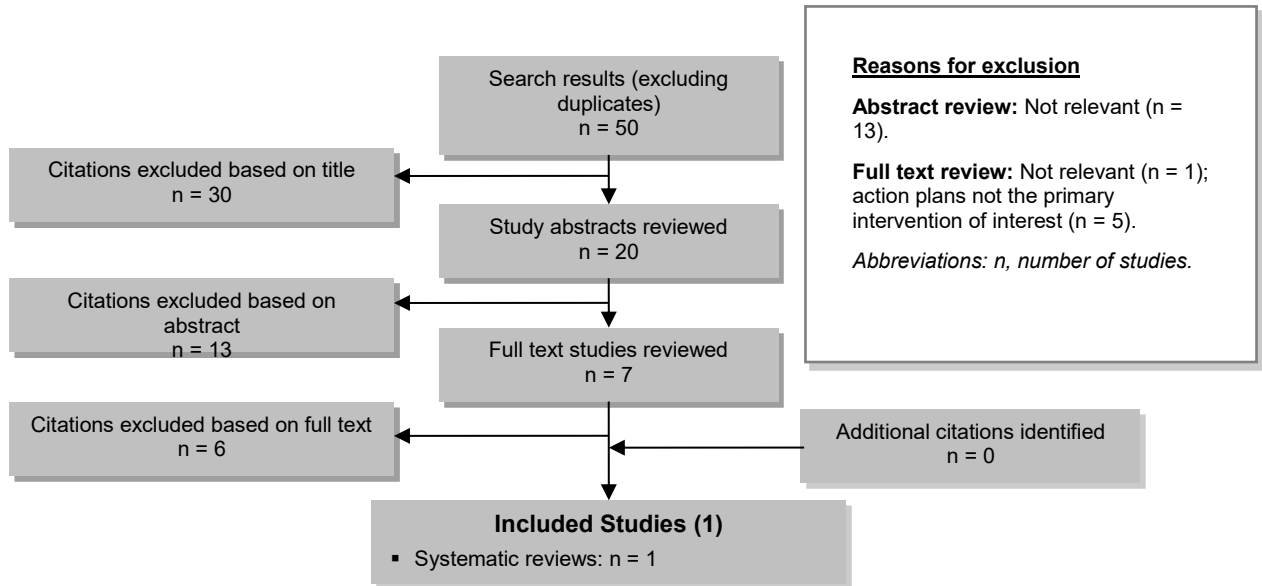 Search results (excluding
duplicates)
n = 50
Citations excluded based on title
n = 30
Study abstracts reviewed
n = 20
Citations excluded based on
abstract
n = 13
Full text studies reviewed
n = 7
Citations excluded based on full text
n = 6
Additional citations identified
n = 0
Included Studies (1)
▪ Systematic reviews: n = 1
Reasons for exclusion
Abstract review: Not relevant (n =
13).
Full text review: Not relevant (n = 1);
action plans not the primary
intervention of interest (n = 5).
Abbreviations: n, number of studies.